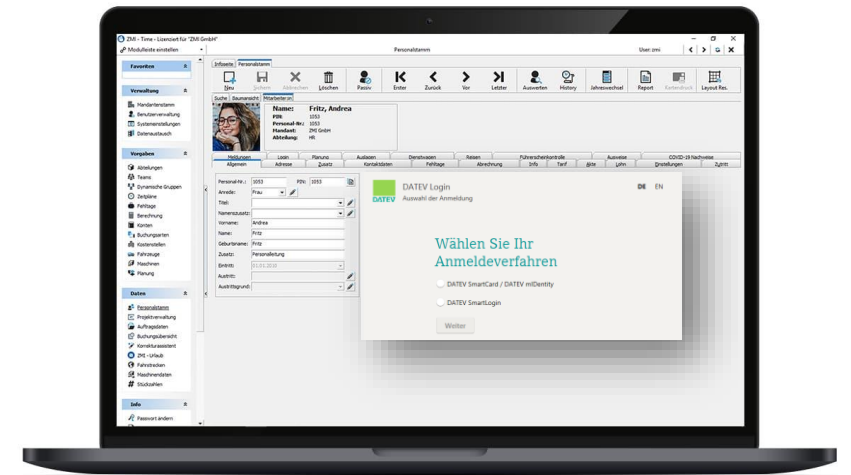 ZMI - Time - Lizenziert für "ZMI GmbH"
Modulleiste einstellen
Personalstamm
User: zmi
Favoriten
Verwaltung
Mandantenstamm
Benutzerverwaltung
Systemeinstellungen
Datenaustausch
Vorgaben
Abteilungen
Teams
Dynamische Gruppen
Zeitpläne
Fehltage
Berechnung
Konten
Buchungsarten
Kostenstellen
Fahrzeuge
Maschinen
Planung
Daten
Personalstamm
Projektverwaltung
Auftragsdaten
Buchungsübersicht
Korrekturassistent
ZMI - Urlaub
Fahrstrecken
Maschinendaten
Stückzahlen
Info
Passwort ändern
Infoseite Personalstamm
Neu Sichern Abbrechen Löschen Passiv Erster Zurück Vor Letzter Auswerten History Jahreswechsel Report Kartendruck Layout Res.
Suche Baumansicht Mitarbeiter:in
Name: Fritz, Andrea
PIN: 1053
Personal-Nr.: 1053
Mandant: ZMI GmbH
Abteilung: HR
Meldungen Login Planung Auslagen Dienstwagen Reisen Führerscheinkontrolle Ausweise COVID-19 Nachweise
Allgemein Adresse Zusatz Kontaktdaten Fehltage Abrechnung Info Tarif Akte Lohn Einstellungen Zutritt
Personal-Nr.: 1053 PIN: 1053
Anrede: Frau
Titel:
Namenszusatz:
Vorname: Andrea
Name: Fritz
Geburtsname: Fritz
Zusatz: Personalleitung
Eintritt: 01.01.2010
Austritt:
Austrittsgrund:
DATEV
DATEV Login
Auswahl der Anmeldung
DE EN
Wählen Sie Ihr
Anmeldeverfahren
DATEV SmartCard / DATEV mIDentity
DATEV SmartLogin
Weiter